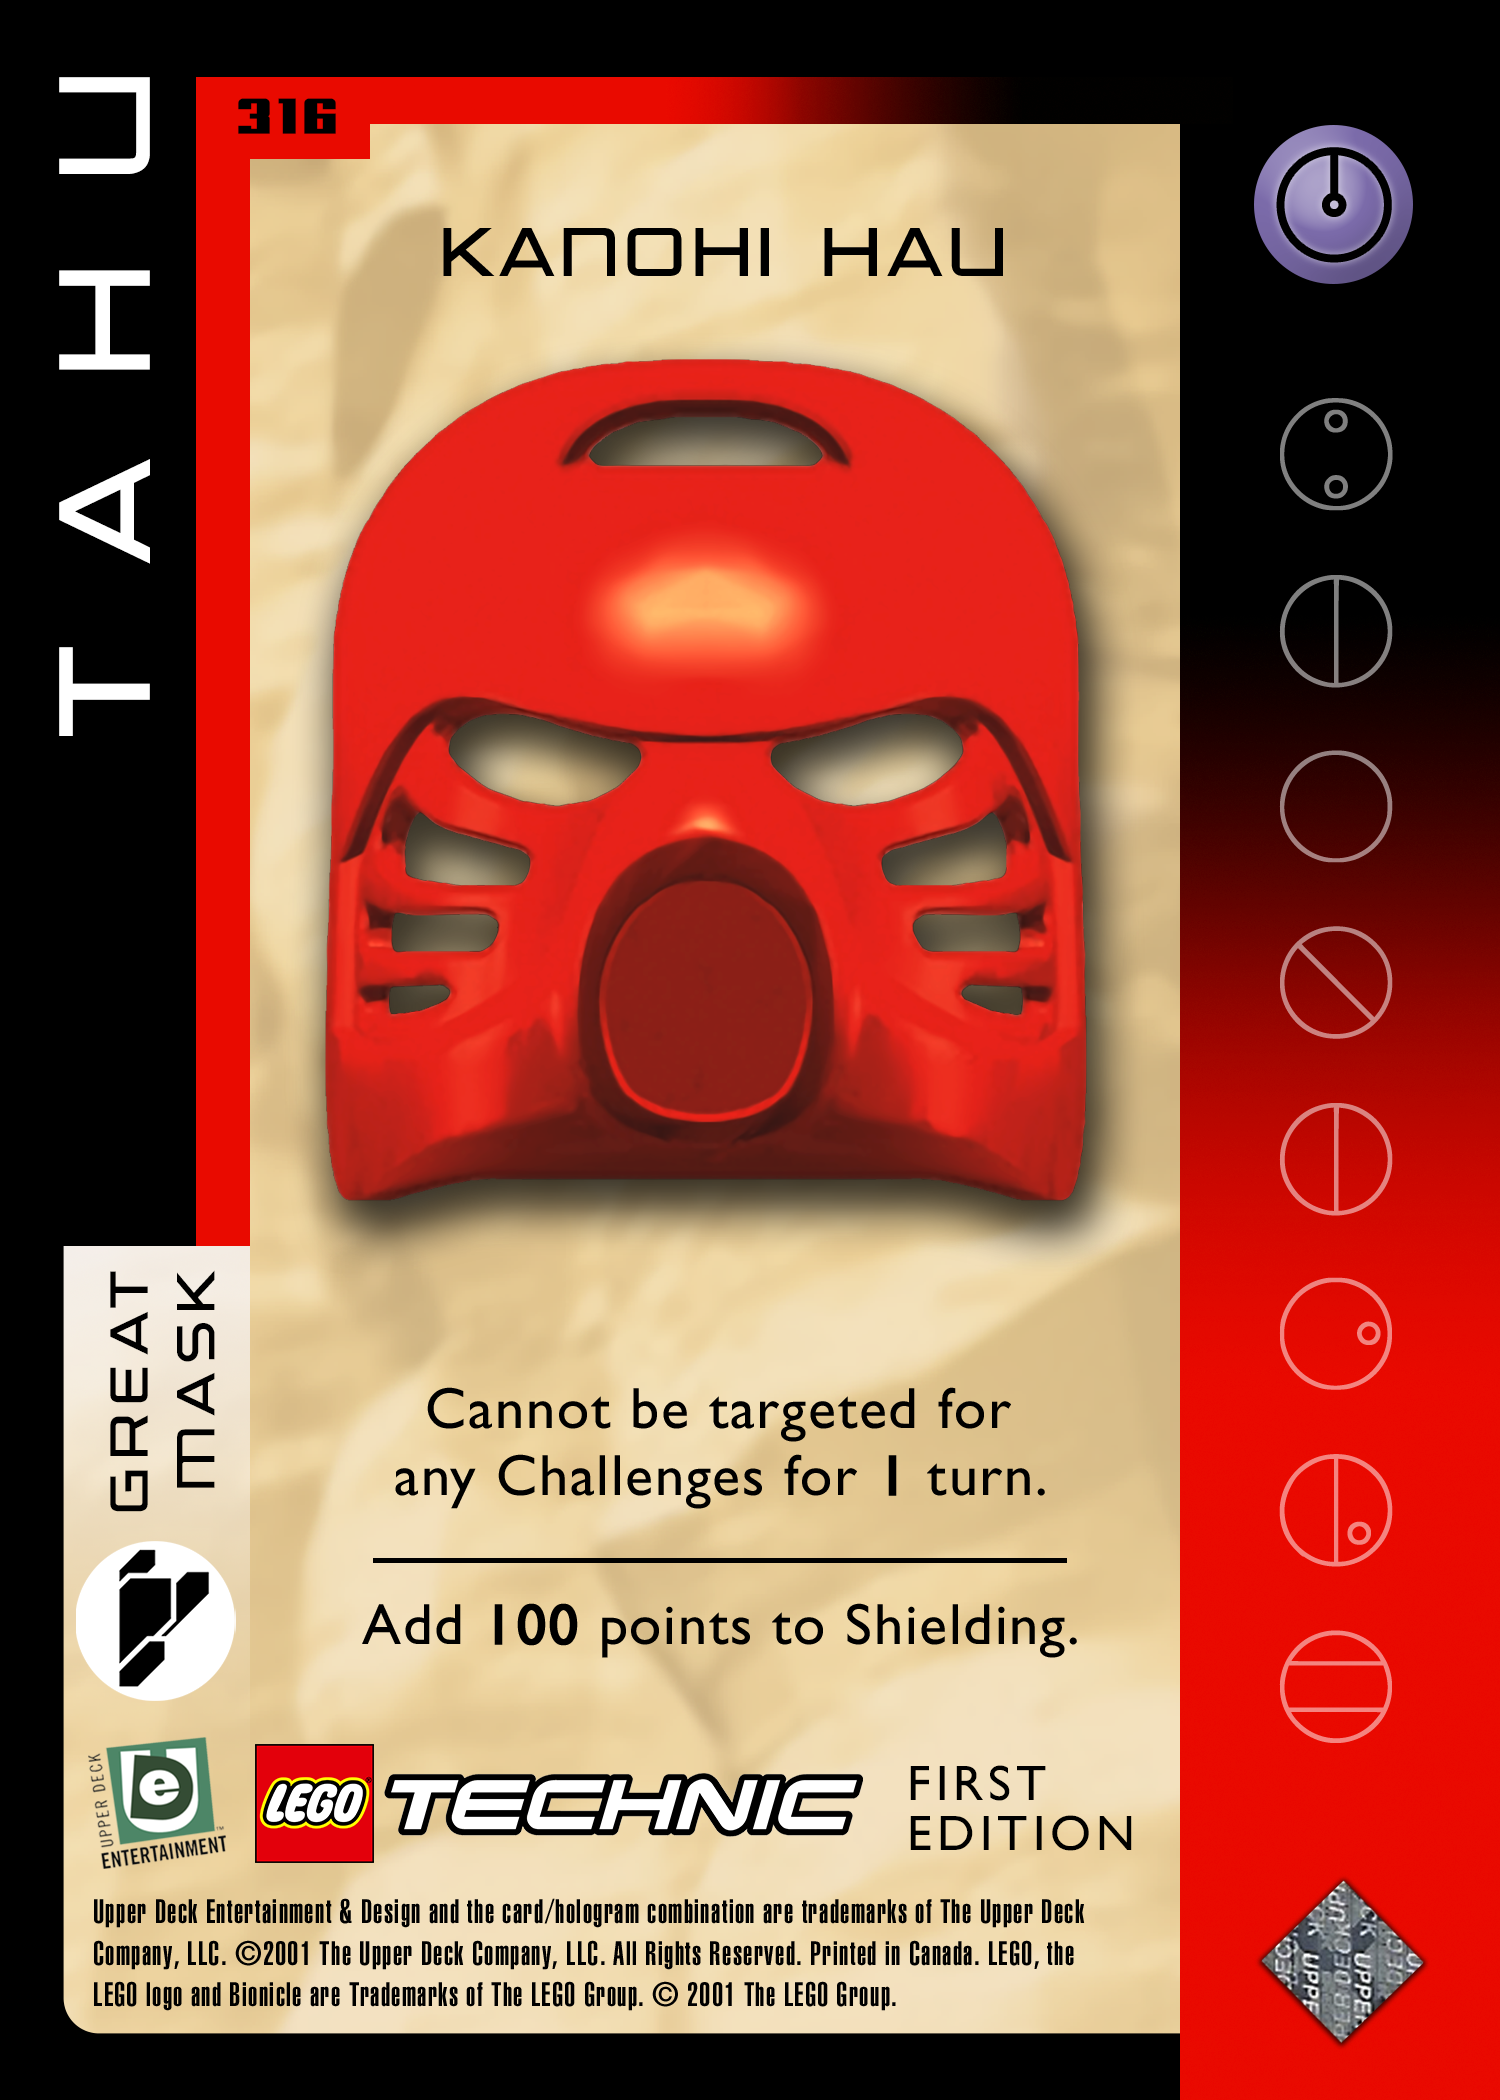 TAHU
316
KANOHI HAU
GREAT
MASK
Cannot be targeted for
any Challenges for 1 turn.
Add 100 points to Shielding.
UPPER DECK
ENTERTAINMENT
LEGO TECHNIC
FIRST
EDITION
Upper Deck Entertainment & Design and the card/hologram combination are trademarks of The Upper Deck
Company, LLC. ©2001 The Upper Deck Company, LLC. All Rights Reserved. Printed in Canada. LEGO, the
LEGO logo and Bionicle are Trademarks of The LEGO Group. © 2001 The LEGO Group.